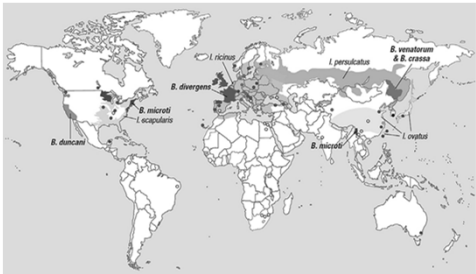 I. ricinus
B. venatorum
& B. crassa
I. persulcatus
B. divergens
B. microti
I. scapularis
B. duncani
I. ovatus
B. microti